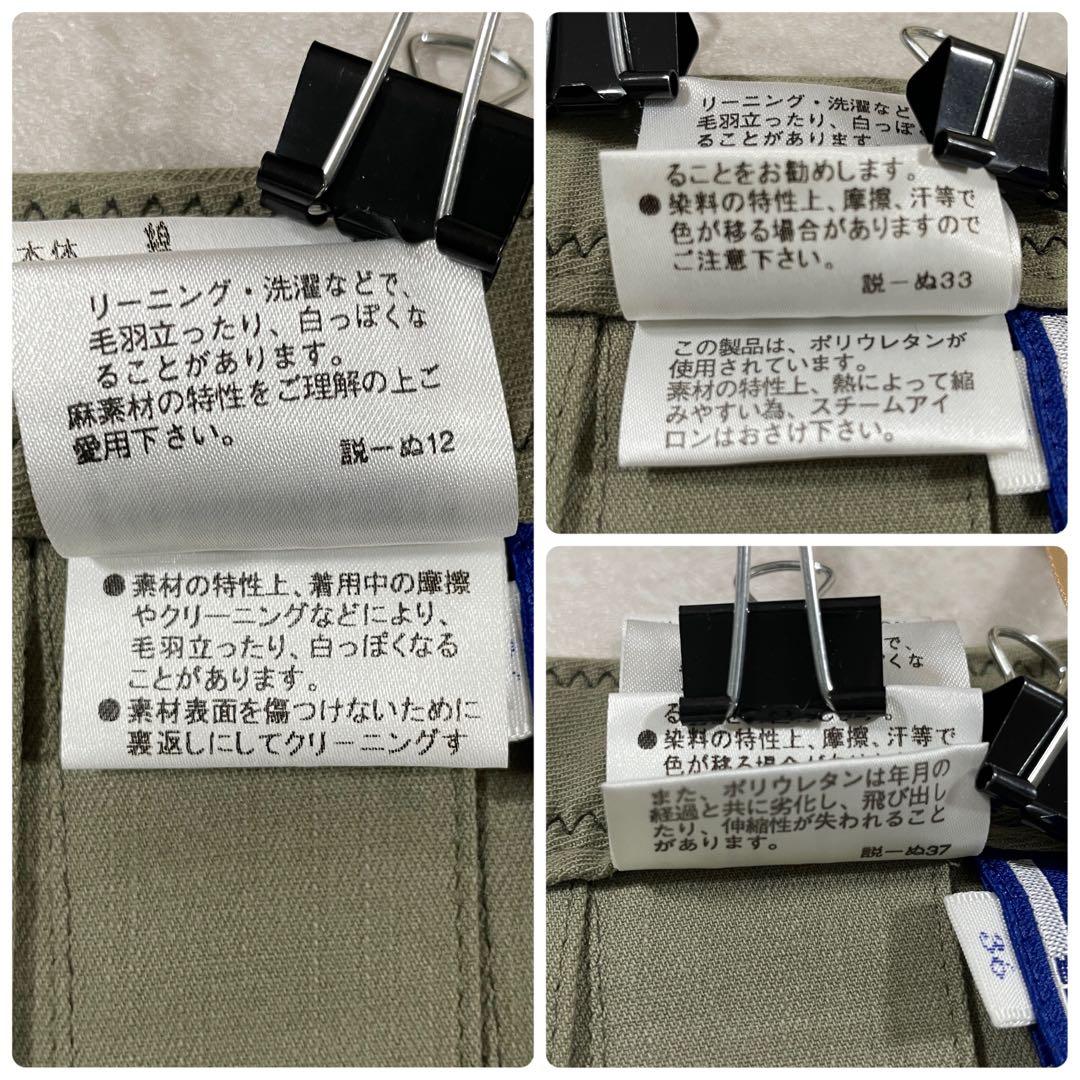 本体
リーニング・洗濯などで、
毛羽立ったり、白っぽくな
ることがあります。
麻素材の特性をご理解の上ご
愛用下さい。
説ーぬ12
●素材の特性上、着用中の摩擦
やクリーニングなどにより、
毛羽立ったり、白っぽくなる
ことがあります。
●素材表面を傷つけないために
裏返しにしてクリーニングす
リーニング・洗濯などで
毛羽立ったり、白っぽく
ることがあります
ることをお勧めします。
●染料の特性上、摩擦、汗等で
色が移る場合がありますので
ご注意下さい。
説ーぬ33
この製品は、ポリウレタンが
使用されています。
素材の特性上、熱によって縮
みやすい為、スチームアイ
ロンはおさけ下さい。
で、
くな
る
す。
●染料の特性上、摩擦、汗等で
色が移る場合が
また、ポリウレタンは年月の
経過と共に劣化し、飛び出し
たり、伸縮性が失われること
があります。
説ーぬ37
36